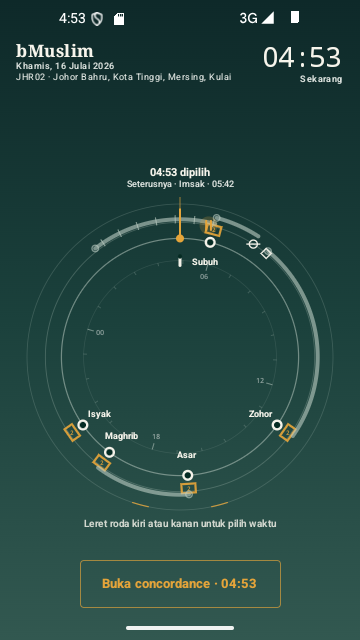 4:53
3G
bMuslim
04:53
Khamis, 16 Julai 2026
JHR02 · Johor Bahru, Kota Tinggi, Mersing, Kulai
Sekarang
04:53 dipilih
Seterusnya · Imsak · 05:42
Subuh
06
00
12
Isyak
Zohor
Maghrib
18
Asar
Leret roda kiri atau kanan untuk pilih waktu
Buka concordance · 04:53